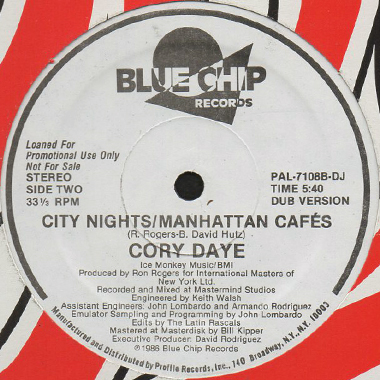 BLUE CHIP
RECORDS
Loaned For
Promotional Use Only
Not For Sale
STEREO
SIDE TWO
33⅓ RPM
PAL-7108B-DJ
TIME 5:40
DUB VERSION
CITY NIGHTS/MANHATTAN CAFÉS
(R. Rogers-B. David Hutz)
CORY DAYE
Ice Monkey Music/BMI
Produced by Ron Rogers for International Masters of
New York Ltd.
Recorded and Mixed at Mastermind Studios
Engineered by Keith Walsh
Assistant Engineers: John Lombardo and Armando Rodriguez
Emulator Sampling and Programming by John Lombardo
Edits by The Latin Rascals
Mastered at Masterdisk by Bill Kipper
Executive Producer: David Rodriguez
℗1986 Blue Chip Records
Manufactured and Distributed by Profile Records, Inc., 740 Broadway, N.Y., N.Y. 10003